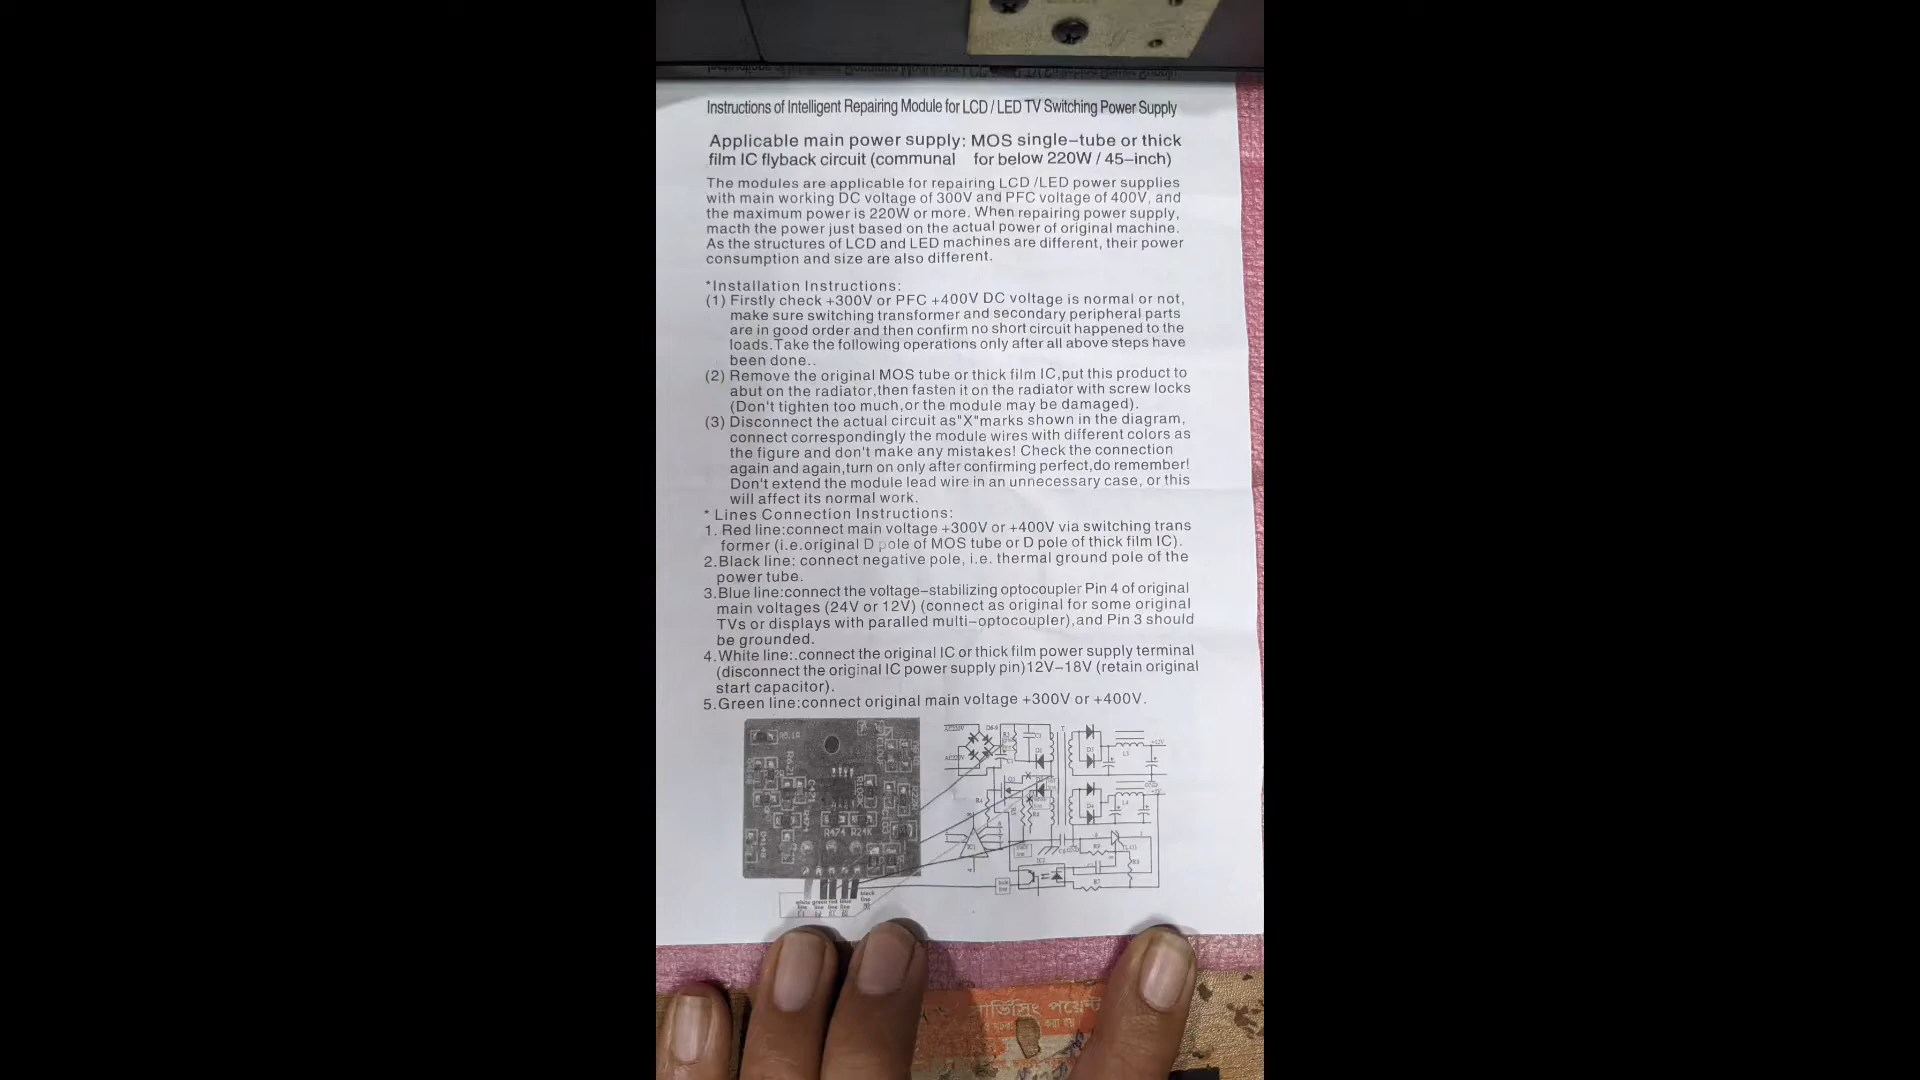 Instructions of Intelligent Repairing Module for LCD / LED TV Switching Power Supply
Applicable main power supply: MOS single-tube or thick
film IC flyback circuit (communal for below 220W / 45-inch)
The modules are applicable for repairing LCD /LED power supplies
with main working DC voltage of 300V and PFC voltage of 400V, and
the maximum power is 220W or more. When repairing power supply,
macth the power just based on the actual power of original machine.
As the structures of LCD and LED machines are different, their power
consumption and size are also different.
*Installation Instructions:
(1) Firstly check +300V or PFC +400V DC voltage is normal or not,
make sure switching transformer and secondary peripheral parts
are in good order and then confirm no short circuit happened to the
loads.Take the following operations only after all above steps have
been done..
(2) Remove the original MOS tube or thick film IC,put this product to
abut on the radiator,then fasten it on the radiator with screw locks
(Don't tighten too much,or the module may be damaged).
(3) Disconnect the actual circuit as"X"marks shown in the diagram,
connect correspondingly the module wires with different colors as
the figure and don't make any mistakes! Check the connection
again and again,turn on only after confirming perfect,do remember!
Don't extend the module lead wire in an unnecessary case, or this
will affect its normal work.
* Lines Connection Instructions:
1. Red line:connect main voltage +300V or +400V via switching trans
former (i.e.original D pole of MOS tube or D pole of thick film IC).
2.Black line: connect negative pole, i.e. thermal ground pole of the
power tube.
3.Blue line:connect the voltage-stabilizing optocoupler Pin 4 of original
main voltages (24V or 12V) (connect as original for some original
TVs or displays with paralled multi-optocoupler),and Pin 3 should
be grounded.
4.White line:.connect the original IC or thick film power supply terminal
(disconnect the original IC power supply pin)12V-18V (retain original
start capacitor).
5.Green line:connect original main voltage +300V or +400V.
R474 R24K
white green red blue black
line line line line line
র্ভিসিং পয়েন্ট
করা হয়